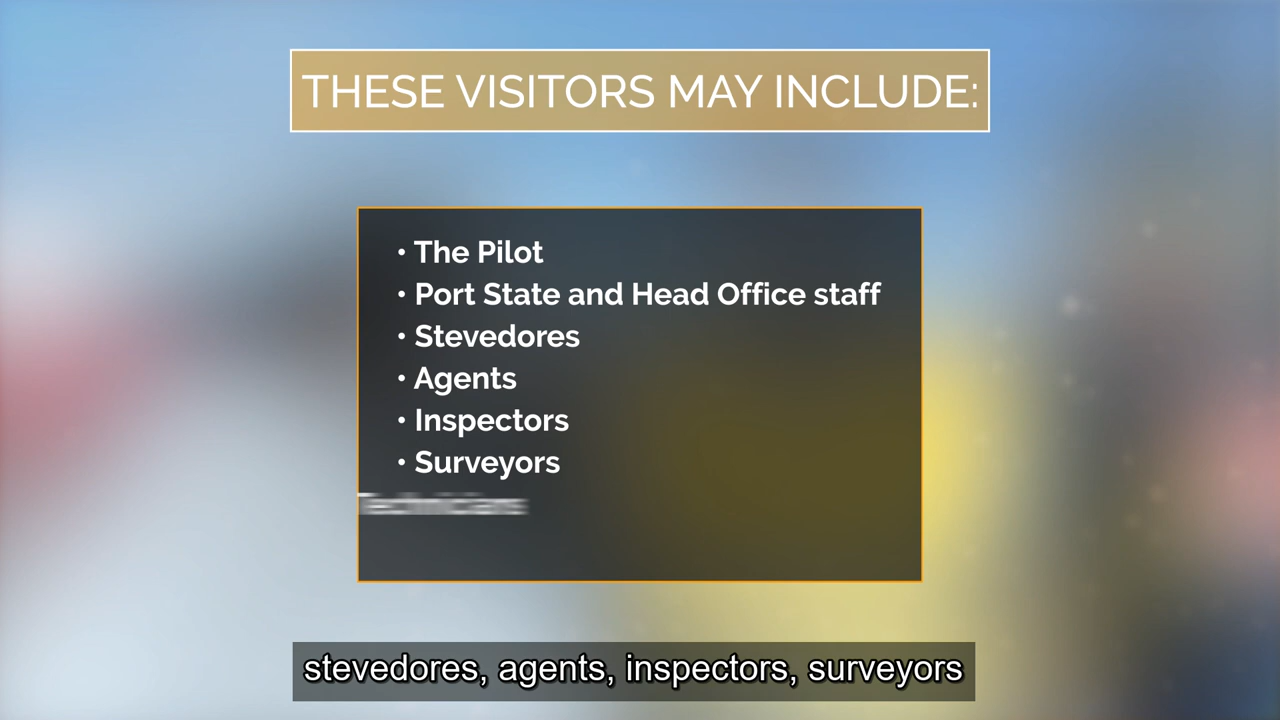 THESE VISITORS MAY INCLUDE:
• The Pilot
• Port State and Head Office staff
• Stevedores
• Agents
• Inspectors
• Surveyors
Technicians
stevedores, agents, inspectors, surveyors